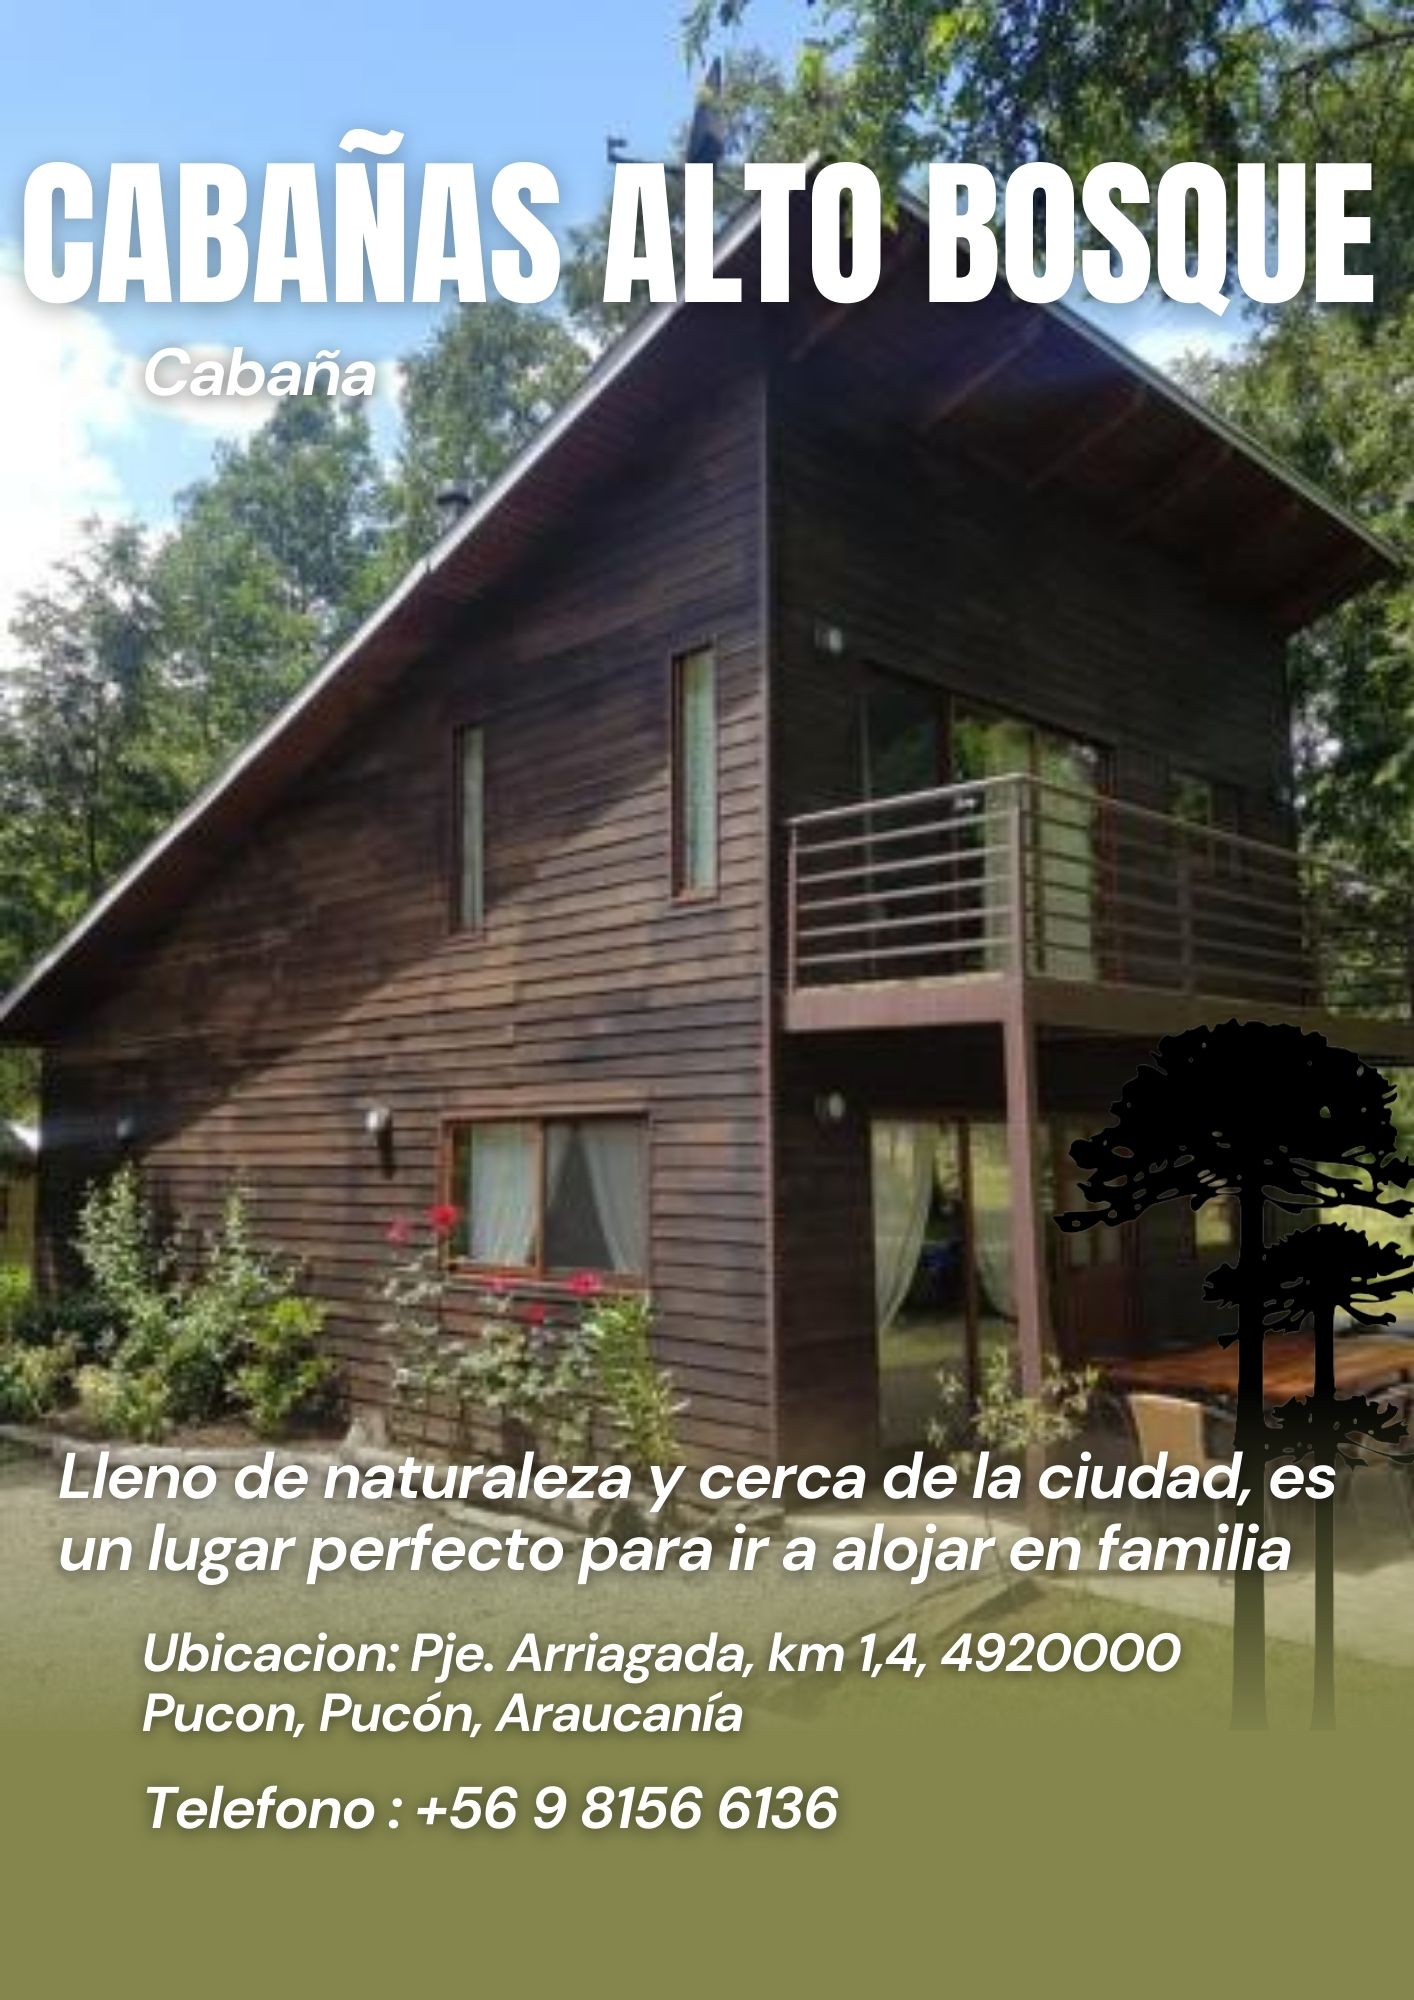 CABAÑAS ALTO BOSQUE
Cabaña
Lleno de naturaleza y cerca de la ciudad, es
un lugar perfecto para ir a alojar en familia
Ubicacion: Pje. Arriagada, km 1,4, 4920000
Pucon, Pucón, Araucanía
Telefono : +56 9 8156 6136